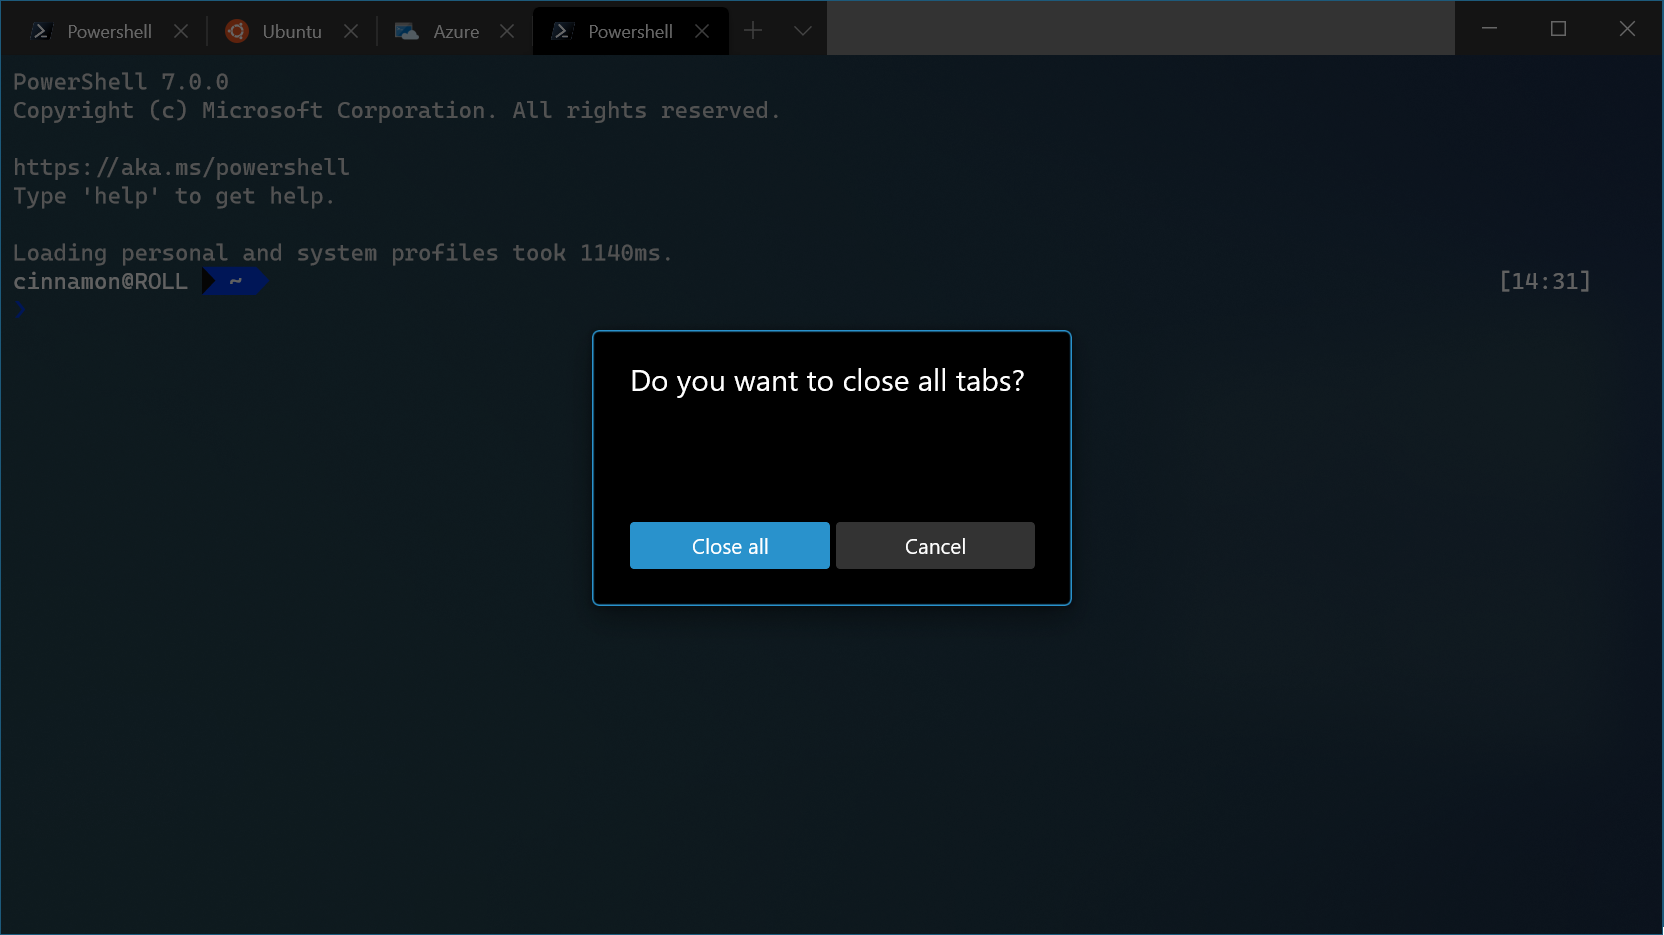 Powershell
Ubuntu
Azure
Powershell
PowerShell 7.0.0
Copyright (c) Microsoft Corporation. All rights reserved.
https://aka.ms/powershell
Type 'help' to get help.
Loading personal and system profiles took 1140ms.
cinnamon@ROLL ~ [14:31]
❯
Do you want to close all tabs?
Close all
Cancel